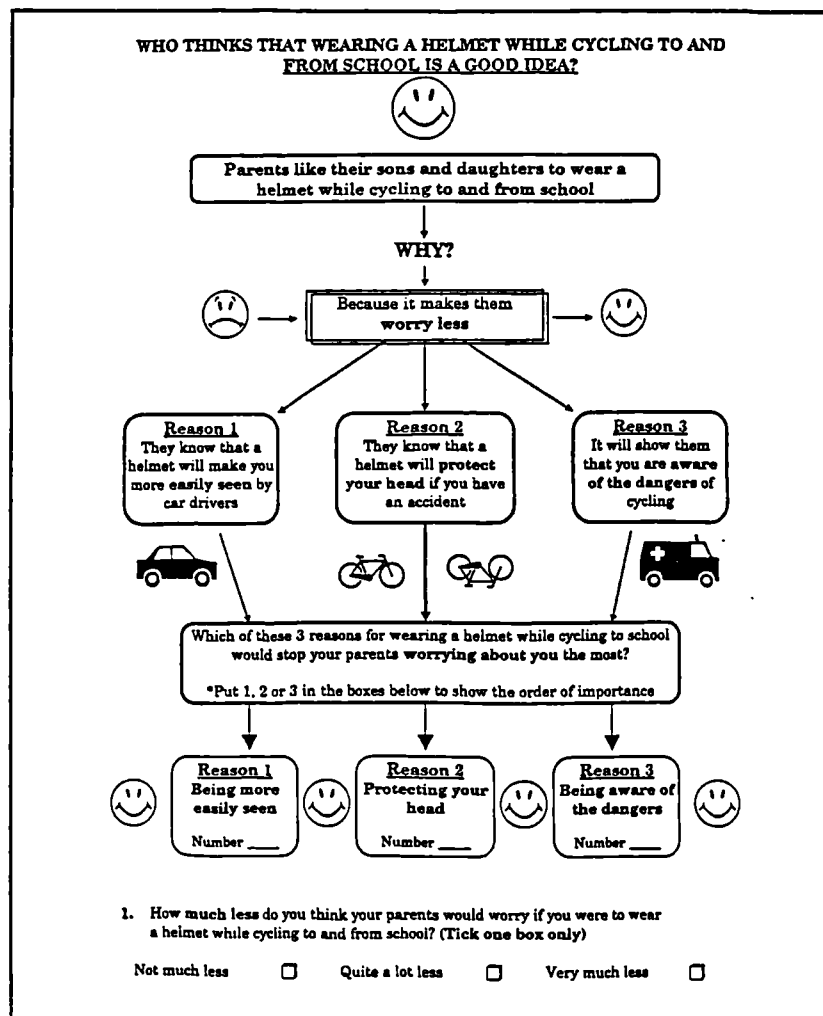 WHO THINKS THAT WEARING A HELMET WHILE CYCLING TO AND
FROM SCHOOL IS A GOOD IDEA?
Parents like their sons and daughters to wear a
helmet while cycling to and from school
WHY?
Because it makes them
worry less
Reason 1
They know that a
helmet will make you
more easily seen by
car drivers
Reason 2
They know that a
helmet will protect
your head if you have
an accident
Reason 3
It will show them
that you are aware
of the dangers of
cycling
Which of these 3 reasons for wearing a helmet while cycling to school
would stop your parents worrying about you the most?
*Put 1, 2 or 3 in the boxes below to show the order of importance
Reason 1
Being more
easily seen
Number ____
Reason 2
Protecting your
head
Number ____
Reason 3
Being aware of
the dangers
Number ____
1. How much less do you think your parents would worry if you were to wear
a helmet while cycling to and from school? (Tick one box only)
Not much less □ Quite a lot less □ Very much less □